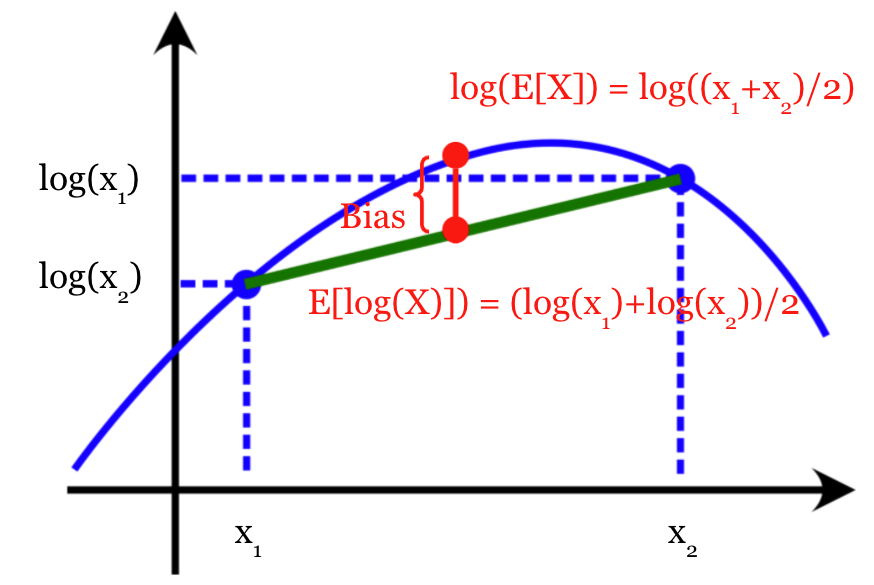 log(E[X]) = log((x₁+x₂)/2)
log(x₁)
Bias
log(x₂)
E[log(X)]) = (log(x₁)+log(x₂))/2
x₁
x₂